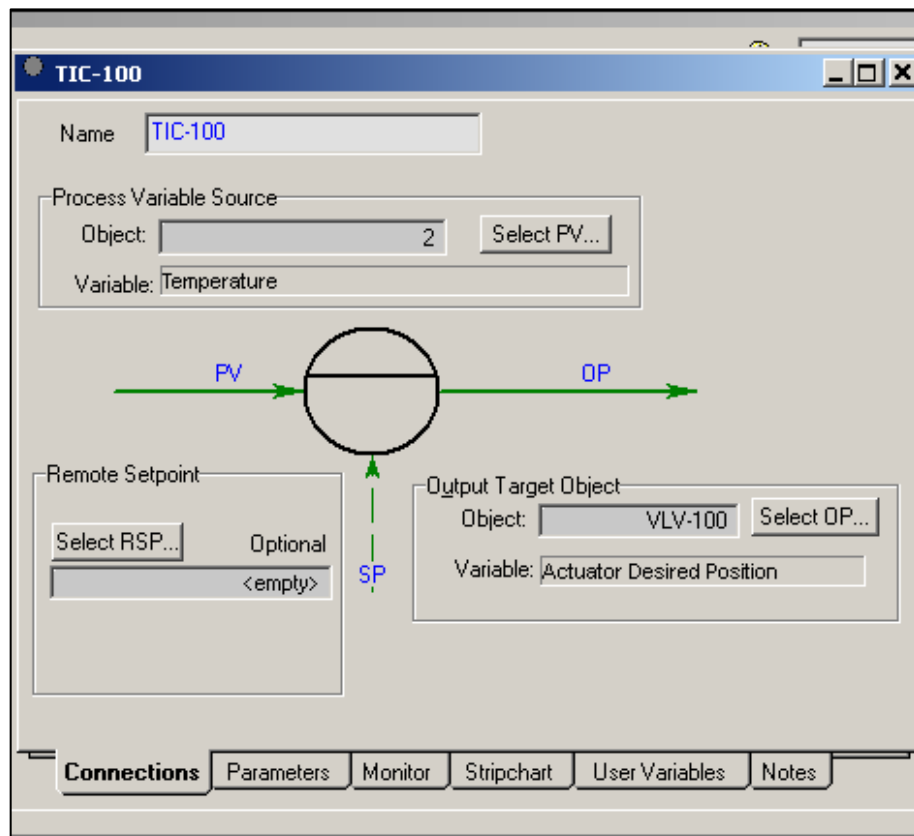 TIC-100
Name TIC-100
Process Variable Source
Object: 2 Select PV...
Variable: Temperature
PV OP
Remote Setpoint
Output Target Object
Object: VLV-100 Select OP...
Select RSP... Optional
Variable: Actuator Desired Position
<empty> SP
Connections Parameters Monitor Stripchart User Variables Notes